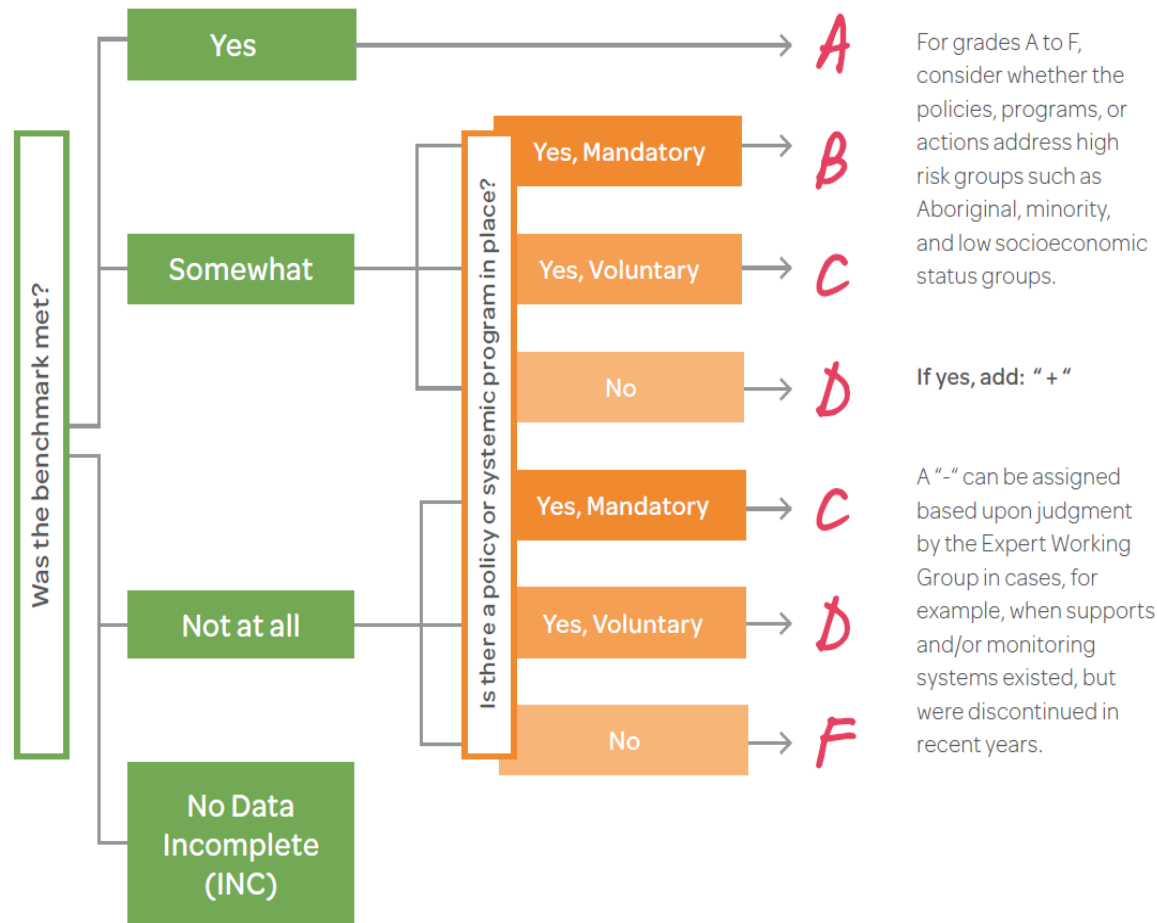 Was the benchmark met?
Yes
A
Somewhat
Is there a policy or systemic program in place?
Yes, Mandatory
B
Yes, Voluntary
C
No
D
Not at all
Yes, Mandatory
C
Yes, Voluntary
D
No
F
No Data
Incomplete
(INC)
For grades A to F,
consider whether the
policies, programs, or
actions address high
risk groups such as
Aboriginal, minority,
and low socioeconomic
status groups.
If yes, add: “ + “
A “-“ can be assigned
based upon judgment
by the Expert Working
Group in cases, for
example, when supports
and/or monitoring
systems existed, but
were discontinued in
recent years.